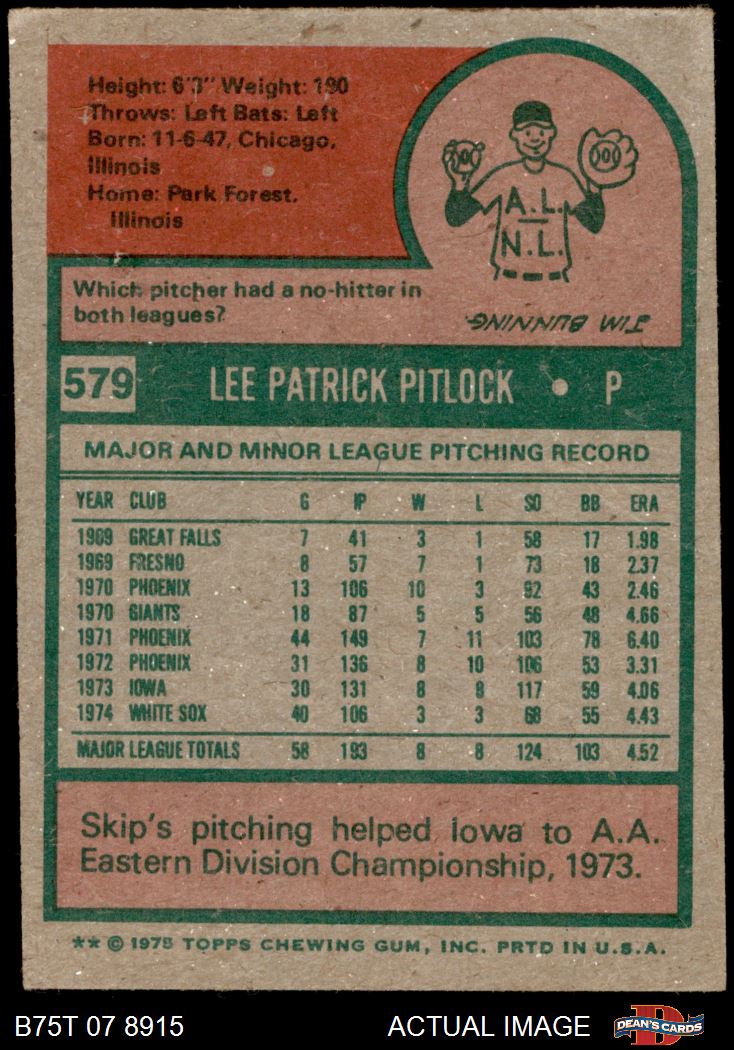 Height: 6'3" Weight: 190
Throws: Left Bats: Left
Born: 11-6-47, Chicago,
Illinois
Home: Park Forest,
Illinois
A.L.
N.L.
Which pitcher had a no-hitter in
both leagues?
JIM BUNNING
579 LEE PATRICK PITLOCK • P
MAJOR AND MINOR LEAGUE PITCHING RECORD
YEAR CLUB G IP W L SO BB ERA
1969 GREAT FALLS 7 41 3 1 58 17 1.98
1969 FRESNO 8 57 7 1 73 18 2.37
1970 PHOENIX 13 106 10 3 92 43 2.46
1970 GIANTS 18 87 5 5 56 48 4.66
1971 PHOENIX 44 149 7 11 103 78 6.40
1972 PHOENIX 31 136 8 10 106 53 3.31
1973 IOWA 30 131 8 8 117 59 4.06
1974 WHITE SOX 40 106 3 3 68 55 4.43
MAJOR LEAGUE TOTALS 58 193 8 8 124 103 4.52
Skip's pitching helped Iowa to A.A.
Eastern Division Championship, 1973.
** © 1975 TOPPS CHEWING GUM, INC. PRTD IN U.S.A.
B75T 07 8915 ACTUAL IMAGE D DEAN'S CARDS